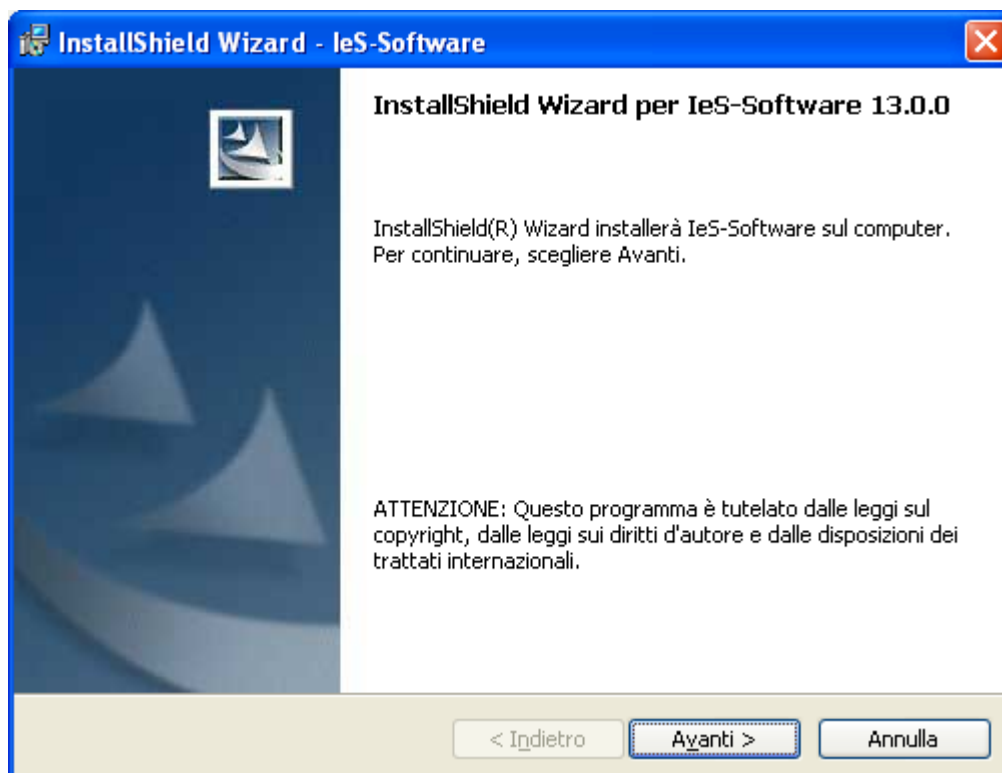 InstallShield Wizard - IeS-Software
InstallShield Wizard per IeS-Software 13.0.0
InstallShield(R) Wizard installerà IeS-Software sul computer.
Per continuare, scegliere Avanti.
ATTENZIONE: Questo programma è tutelato dalle leggi sul
copyright, dalle leggi sui diritti d'autore e dalle disposizioni dei
trattati internazionali.
< Indietro
Avanti >
Annulla